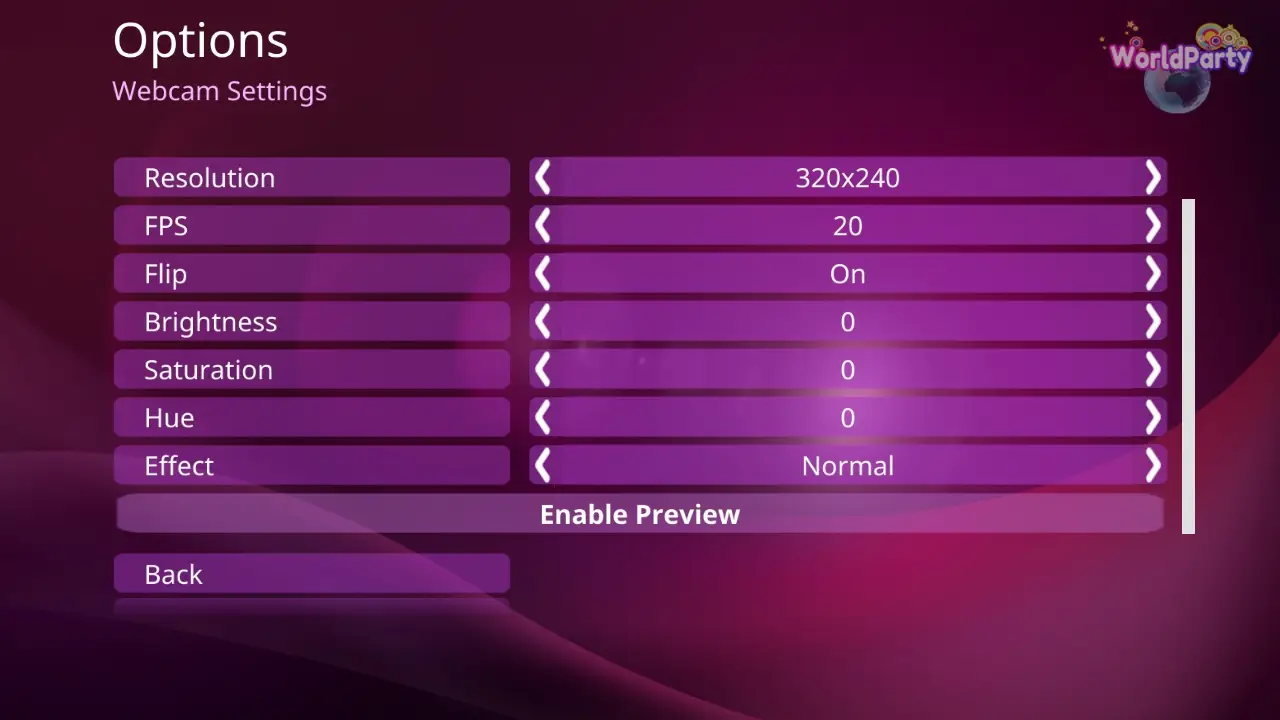 Options
Webcam Settings
WorldParty
Resolution 320x240
FPS 20
Flip On
Brightness 0
Saturation 0
Hue 0
Effect Normal
Enable Preview
Back